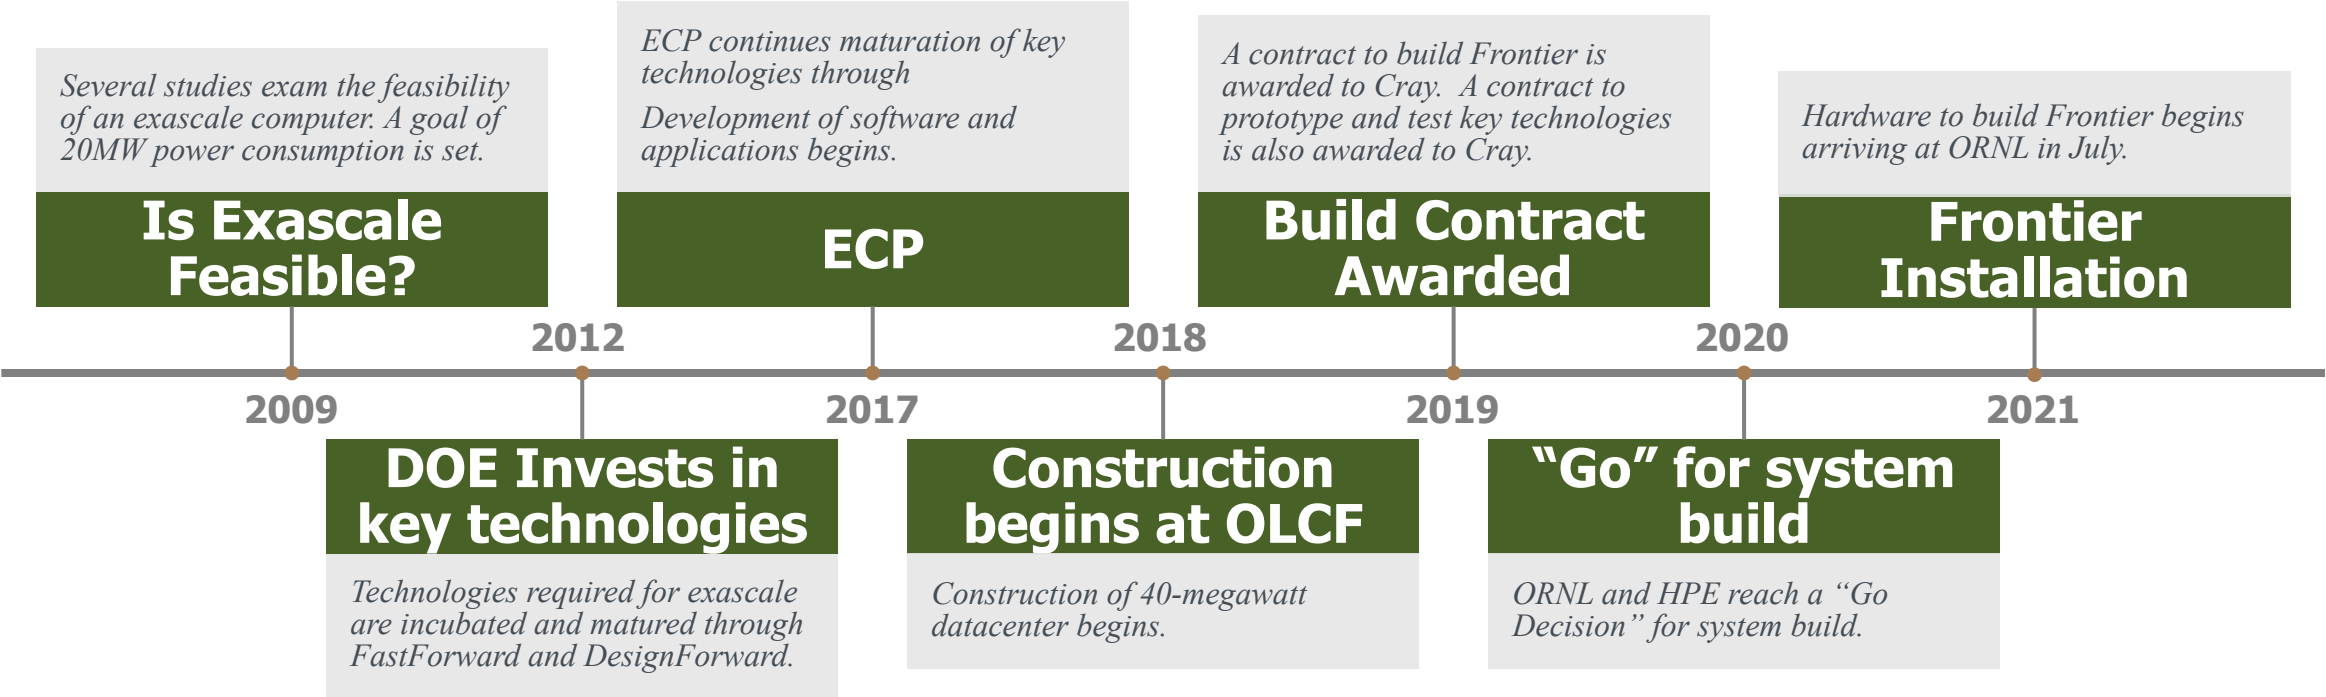 Several studies exam the feasibility
of an exascale computer. A goal of
20MW power consumption is set.
Is Exascale
Feasible?
2009
2012
DOE Invests in
key technologies
Technologies required for exascale
are incubated and matured through
FastForward and DesignForward.
ECP continues maturation of key
technologies through
Development of software and
applications begins.
ECP
2017
2018
Construction
begins at OLCF
Construction of 40-megawatt
datacenter begins.
A contract to build Frontier is
awarded to Cray.  A contract to
prototype and test key technologies
is also awarded to Cray.
Build Contract
Awarded
2019
2020
“Go” for system
build
ORNL and HPE reach a “Go
Decision” for system build.
Hardware to build Frontier begins
arriving at ORNL in July.
Frontier
Installation
2021